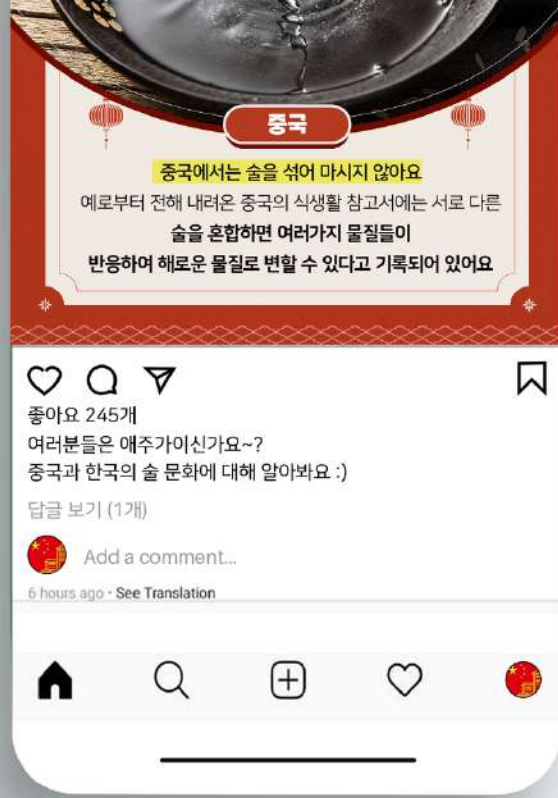 중국
중국에서는 술을 섞어 마시지 않아요
예로부터 전해 내려온 중국의 식생활 참고서에는 서로 다른
술을 혼합하면 여러가지 물질들이
반응하여 해로운 물질로 변할 수 있다고 기록되어 있어요
좋아요 245개
여러분들은 애주가이신가요~?
중국과 한국의 술 문화에 대해 알아봐요 :)
답글 보기 (1개)
Add a comment...
6 hours ago · See Translation